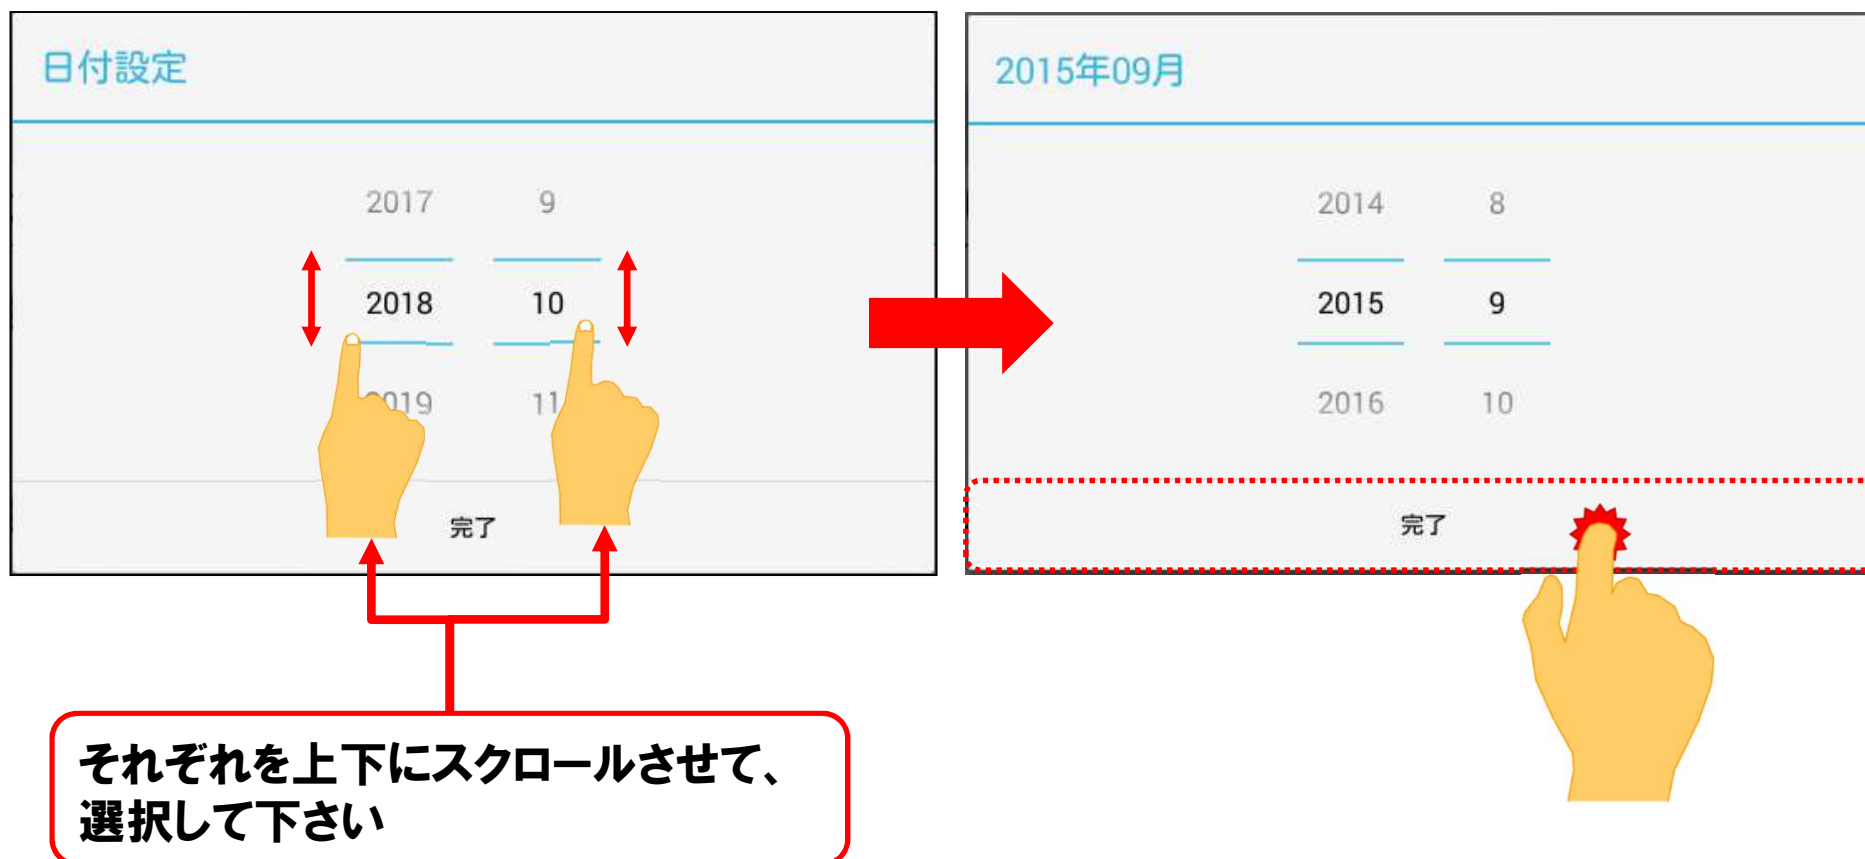 日付設定
2017 9
2018 10
2019 11
完了
それぞれを上下にスクロールさせて、
選択して下さい
2015年09月
2014 8
2015 9
2016 10
完了